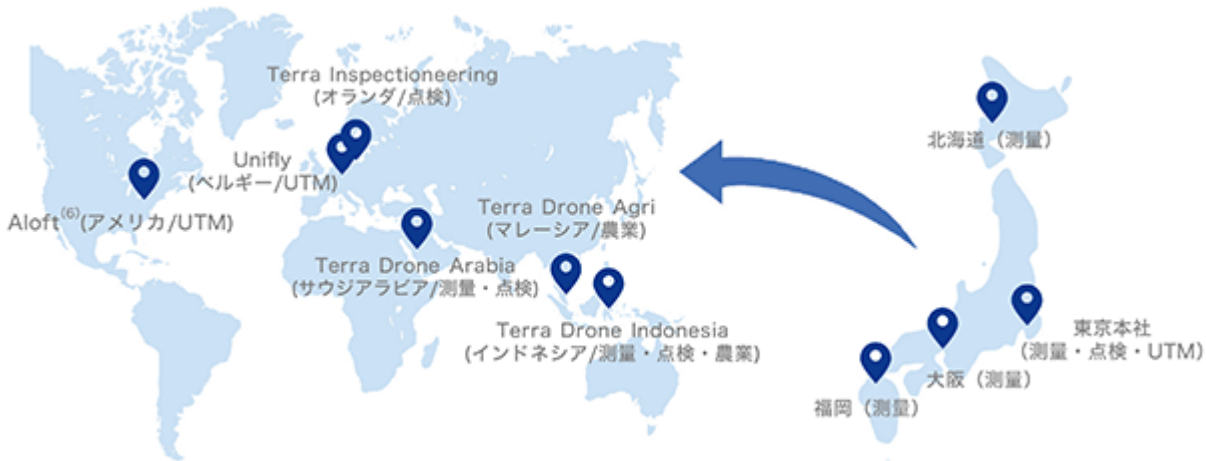 Terra Inspectioneering
(オランダ/点検)
Unifly
(ベルギー/UTM)
Aloft⁽⁶⁾(アメリカ/UTM)
Terra Drone Agri
(マレーシア/農業)
Terra Drone Arabia
(サウジアラビア/測量・点検)
Terra Drone Indonesia
(インドネシア/測量・点検・農業)
北海道（測量）
東京本社
（測量・点検・UTM）
大阪（測量）
福岡（測量）